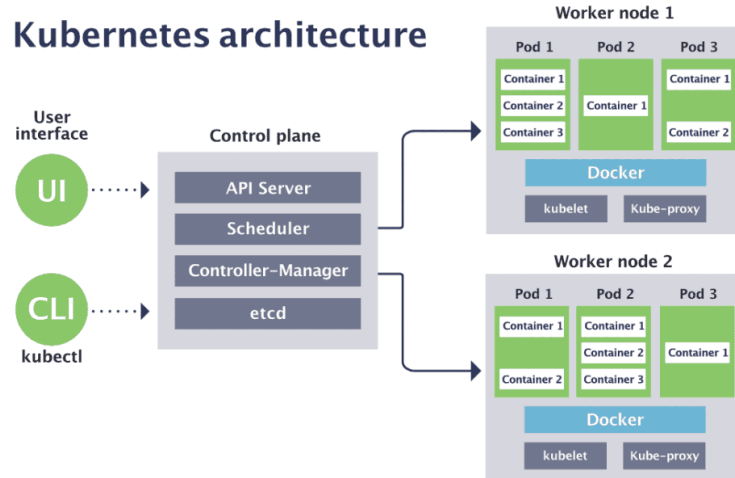 Kubernetes architecture
User
interface
UI
CLI
kubectl
Control plane
API Server
Scheduler
Controller-Manager
etcd
Worker node 1
Pod 1
Pod 2
Pod 3
Container 1
Container 2
Container 3
Container 1
Container 1
Container 2
Docker
kubelet
Kube-proxy
Worker node 2
Pod 1
Pod 2
Pod 3
Container 1
Container 2
Container 1
Container 2
Container 3
Container 1
Docker
kubelet
Kube-proxy